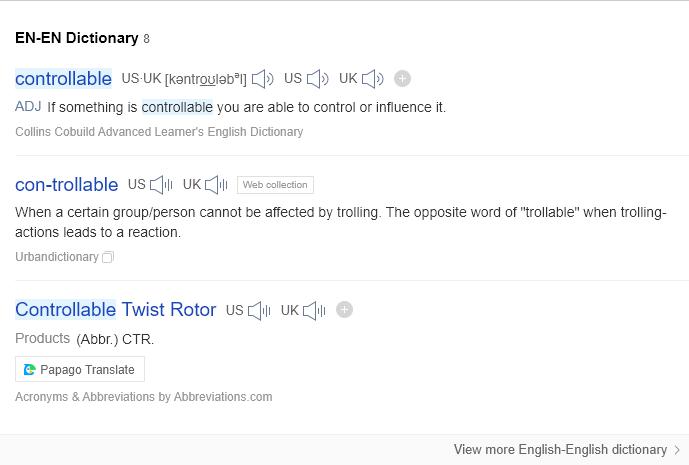 EN-EN Dictionary 8
controllable US·UK [kəntroʊləbᵊl] US UK
ADJ If something is controllable you are able to control or influence it.
Collins Cobuild Advanced Learner's English Dictionary
con-trollable US UK Web collection
When a certain group/person cannot be affected by trolling. The opposite word of "trollable" when trolling-
actions leads to a reaction.
Urbandictionary
Controllable Twist Rotor US UK
Products (Abbr.) CTR.
Papago Translate
Acronyms & Abbreviations by Abbreviations.com
View more English-English dictionary